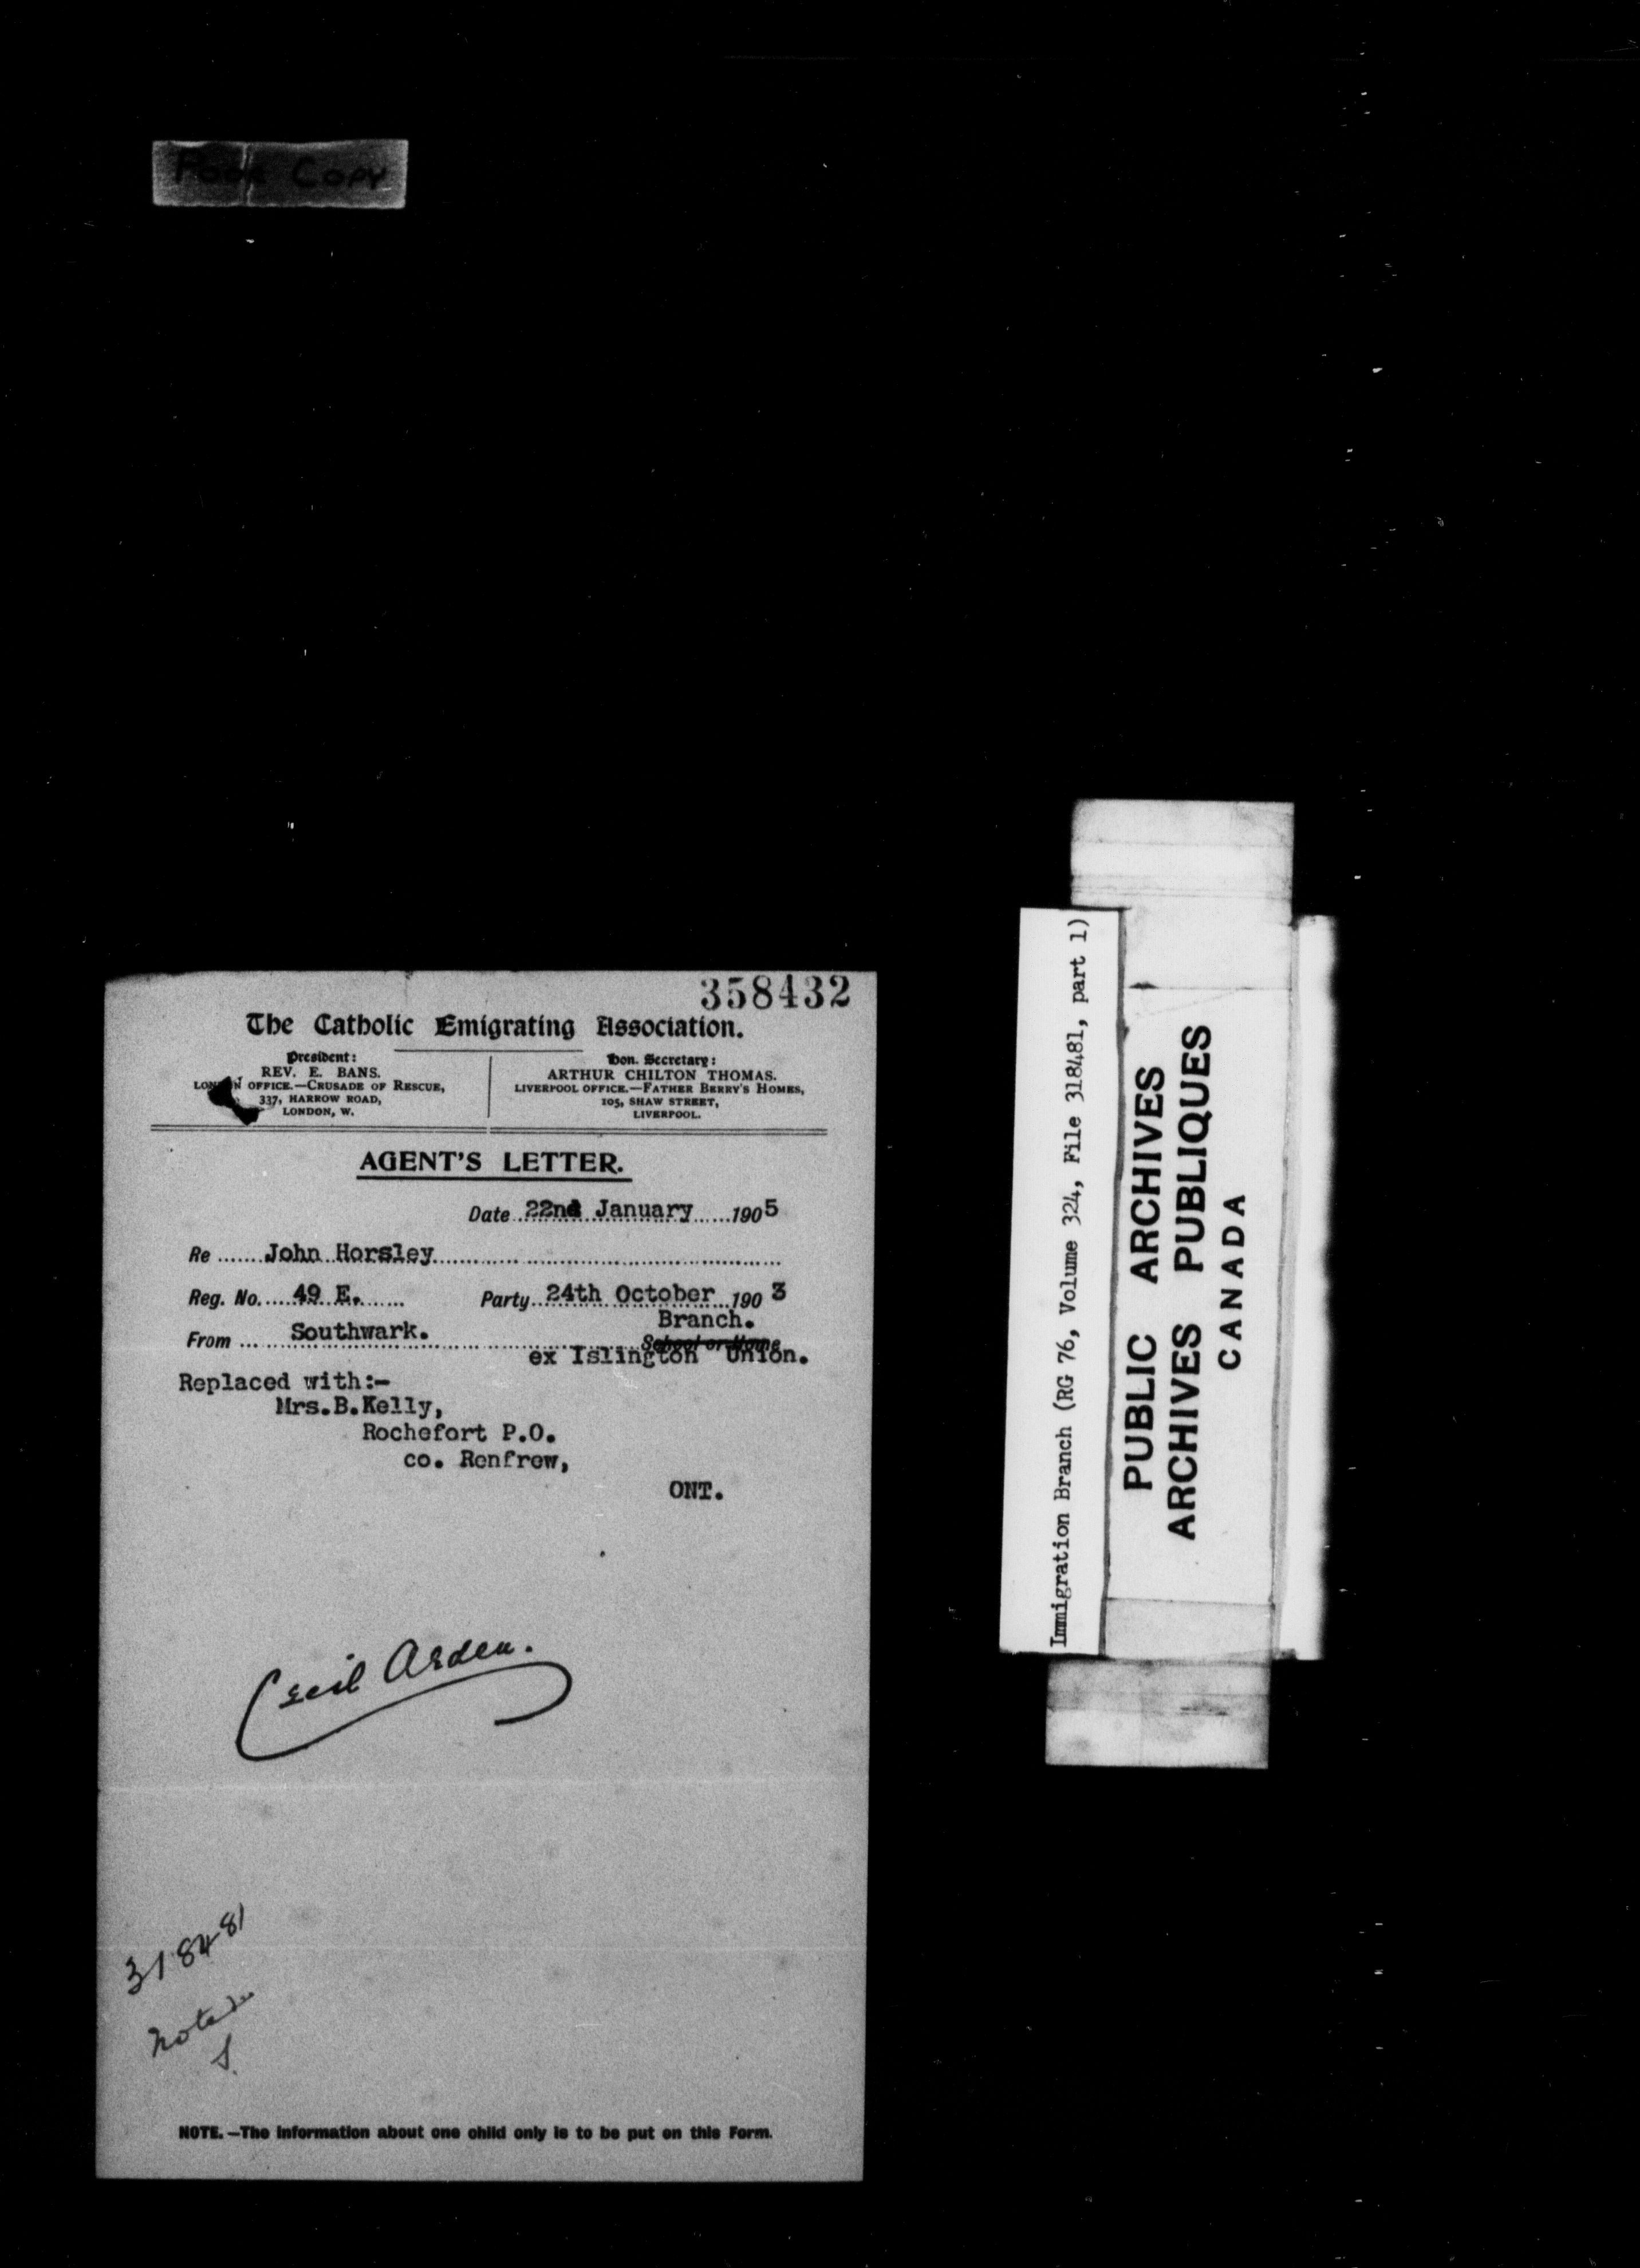 Poor Copy
358432
The Catholic Emigrating Association.
President:
REV. E. BANS.
LONDON OFFICE.—CRUSADE OF RESCUE,
337, HARROW ROAD,
LONDON, W.
Hon. Secretary:
ARTHUR CHILTON THOMAS.
LIVERPOOL OFFICE.—FATHER BERRY'S HOMES,
105, SHAW STREET,
LIVERPOOL.
AGENT'S LETTER.
Date 22nd January 1905
Re John Horsley
Reg. No. 49 E. Party 24th October 1903
Branch.
From Southwark. School or Home
ex Islington Union.
Replaced with:-
Mrs.B.Kelly,
Rochefort P.O.
co. Renfrew,
ONT.
Cecil Arden.
318481
Noted
NOTE.—The information about one child only is to be put on this Form.
Immigration Branch (RG 76, Volume 324, File 318481, part 1)
PUBLIC ARCHIVES
ARCHIVES PUBLIQUES
CANADA